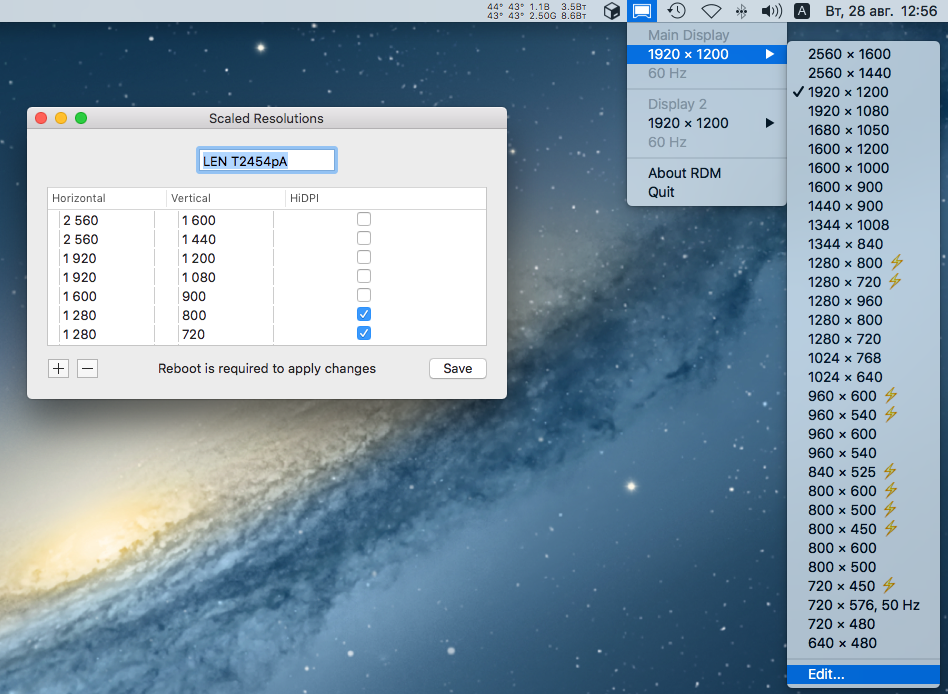 44° 43° 1.1B 3.5Bт
43° 43° 2.50G 8.6Bт
A
Вт, 28 авг. 12:56
Main Display
1920 × 1200
60 Hz
Display 2
1920 × 1200
60 Hz
About RDM
Quit
2560 × 1600
2560 × 1440
1920 × 1200
1920 × 1080
1680 × 1050
1600 × 1200
1600 × 1000
1600 × 900
1440 × 900
1344 × 1008
1344 × 840
1280 × 800 ⚡
1280 × 720 ⚡
1280 × 960
1280 × 800
1280 × 720
1024 × 768
1024 × 640
960 × 600 ⚡
960 × 540 ⚡
960 × 600
960 × 540
840 × 525 ⚡
800 × 600 ⚡
800 × 500 ⚡
800 × 450 ⚡
800 × 600
800 × 500
720 × 450 ⚡
720 × 576, 50 Hz
720 × 480
640 × 480
Edit...
Scaled Resolutions
LEN T2454pA
Horizontal Vertical HiDPI
2 560 1 600
2 560 1 440
1 920 1 200
1 920 1 080
1 600 900
1 280 800
1 280 720
+ − Reboot is required to apply changes Save